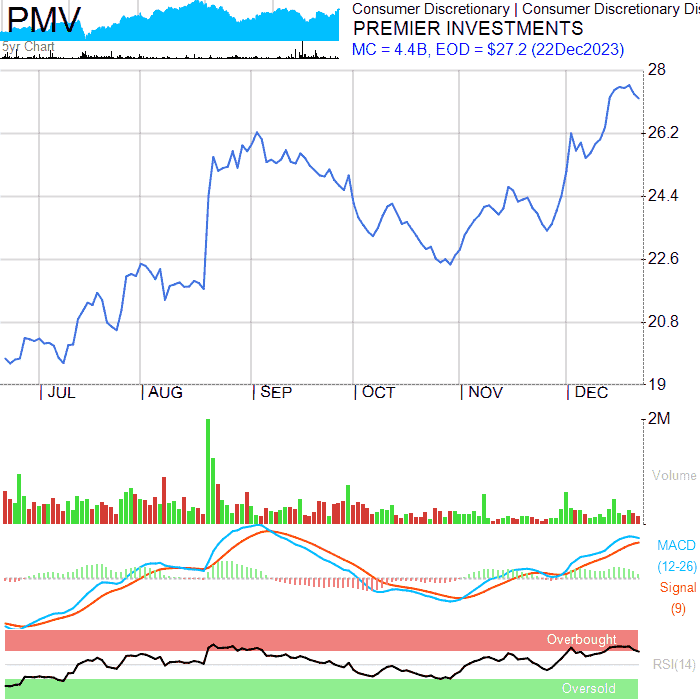 PMV
5yr Chart
Consumer Discretionary | Consumer Discretionary Dis
PREMIER INVESTMENTS
MC = 4.4B, EOD = $27.2 (22Dec2023)
28
26.2
24.4
22.6
20.8
19
JUL AUG SEP OCT NOV DEC
2M
Volume
MACD
(12-26)
Signal
(9)
Overbought
RSI(14)
Oversold